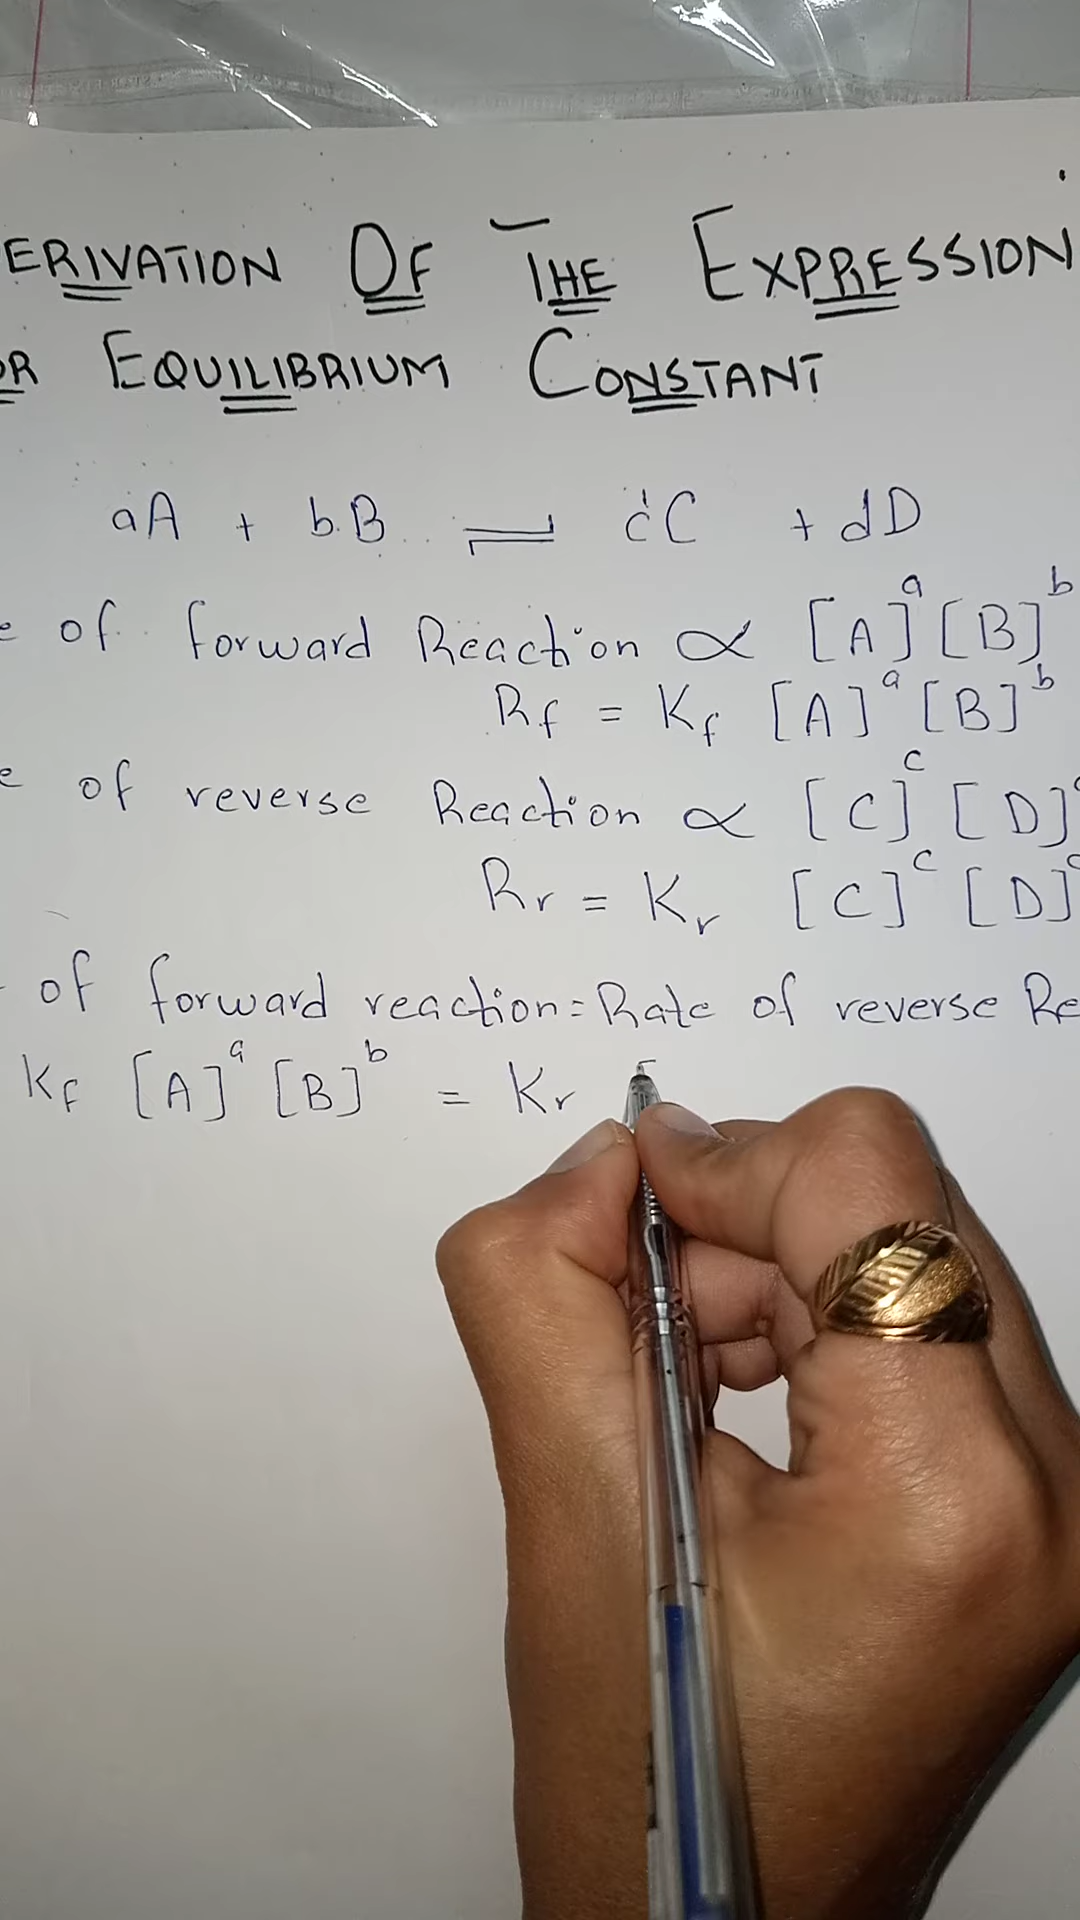 ERIVATION OF THE EXPRESSION
OR EQUILIBRIUM CONSTANT
aA + bB ⇌ cC + dD
e of forward Reaction ∝ [A]^a [B]^b
Rf = Kf [A]^a [B]^b
e of reverse Reaction ∝ [C]^c [D]
Rr = Kr [C]^c [D]
of forward reaction = Rate of reverse Re
Kf [A]^a [B]^b = Kr [